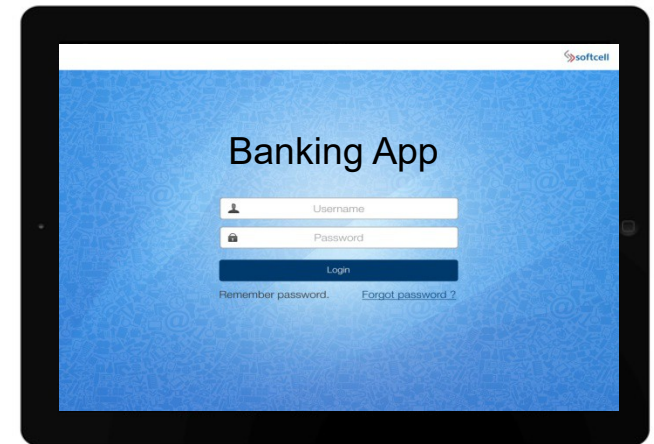 softcell
Banking App
Username
Password
Login
Remember password. Forgot password ?